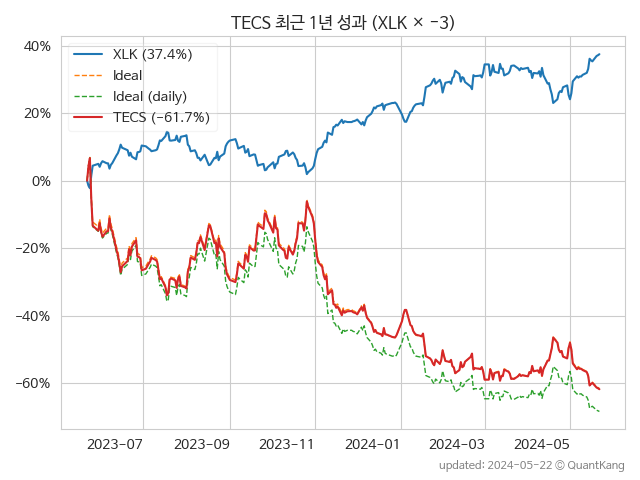 TECS 최근 1년 성과 (XLK × −3)
XLK (37.4%)
Ideal
Ideal (daily)
TECS (−61.7%)
40%
20%
0%
−20%
−40%
−60%
2023-07
2023-09
2023-11
2024-01
2024-03
2024-05
updated: 2024-05-22 © QuantKang